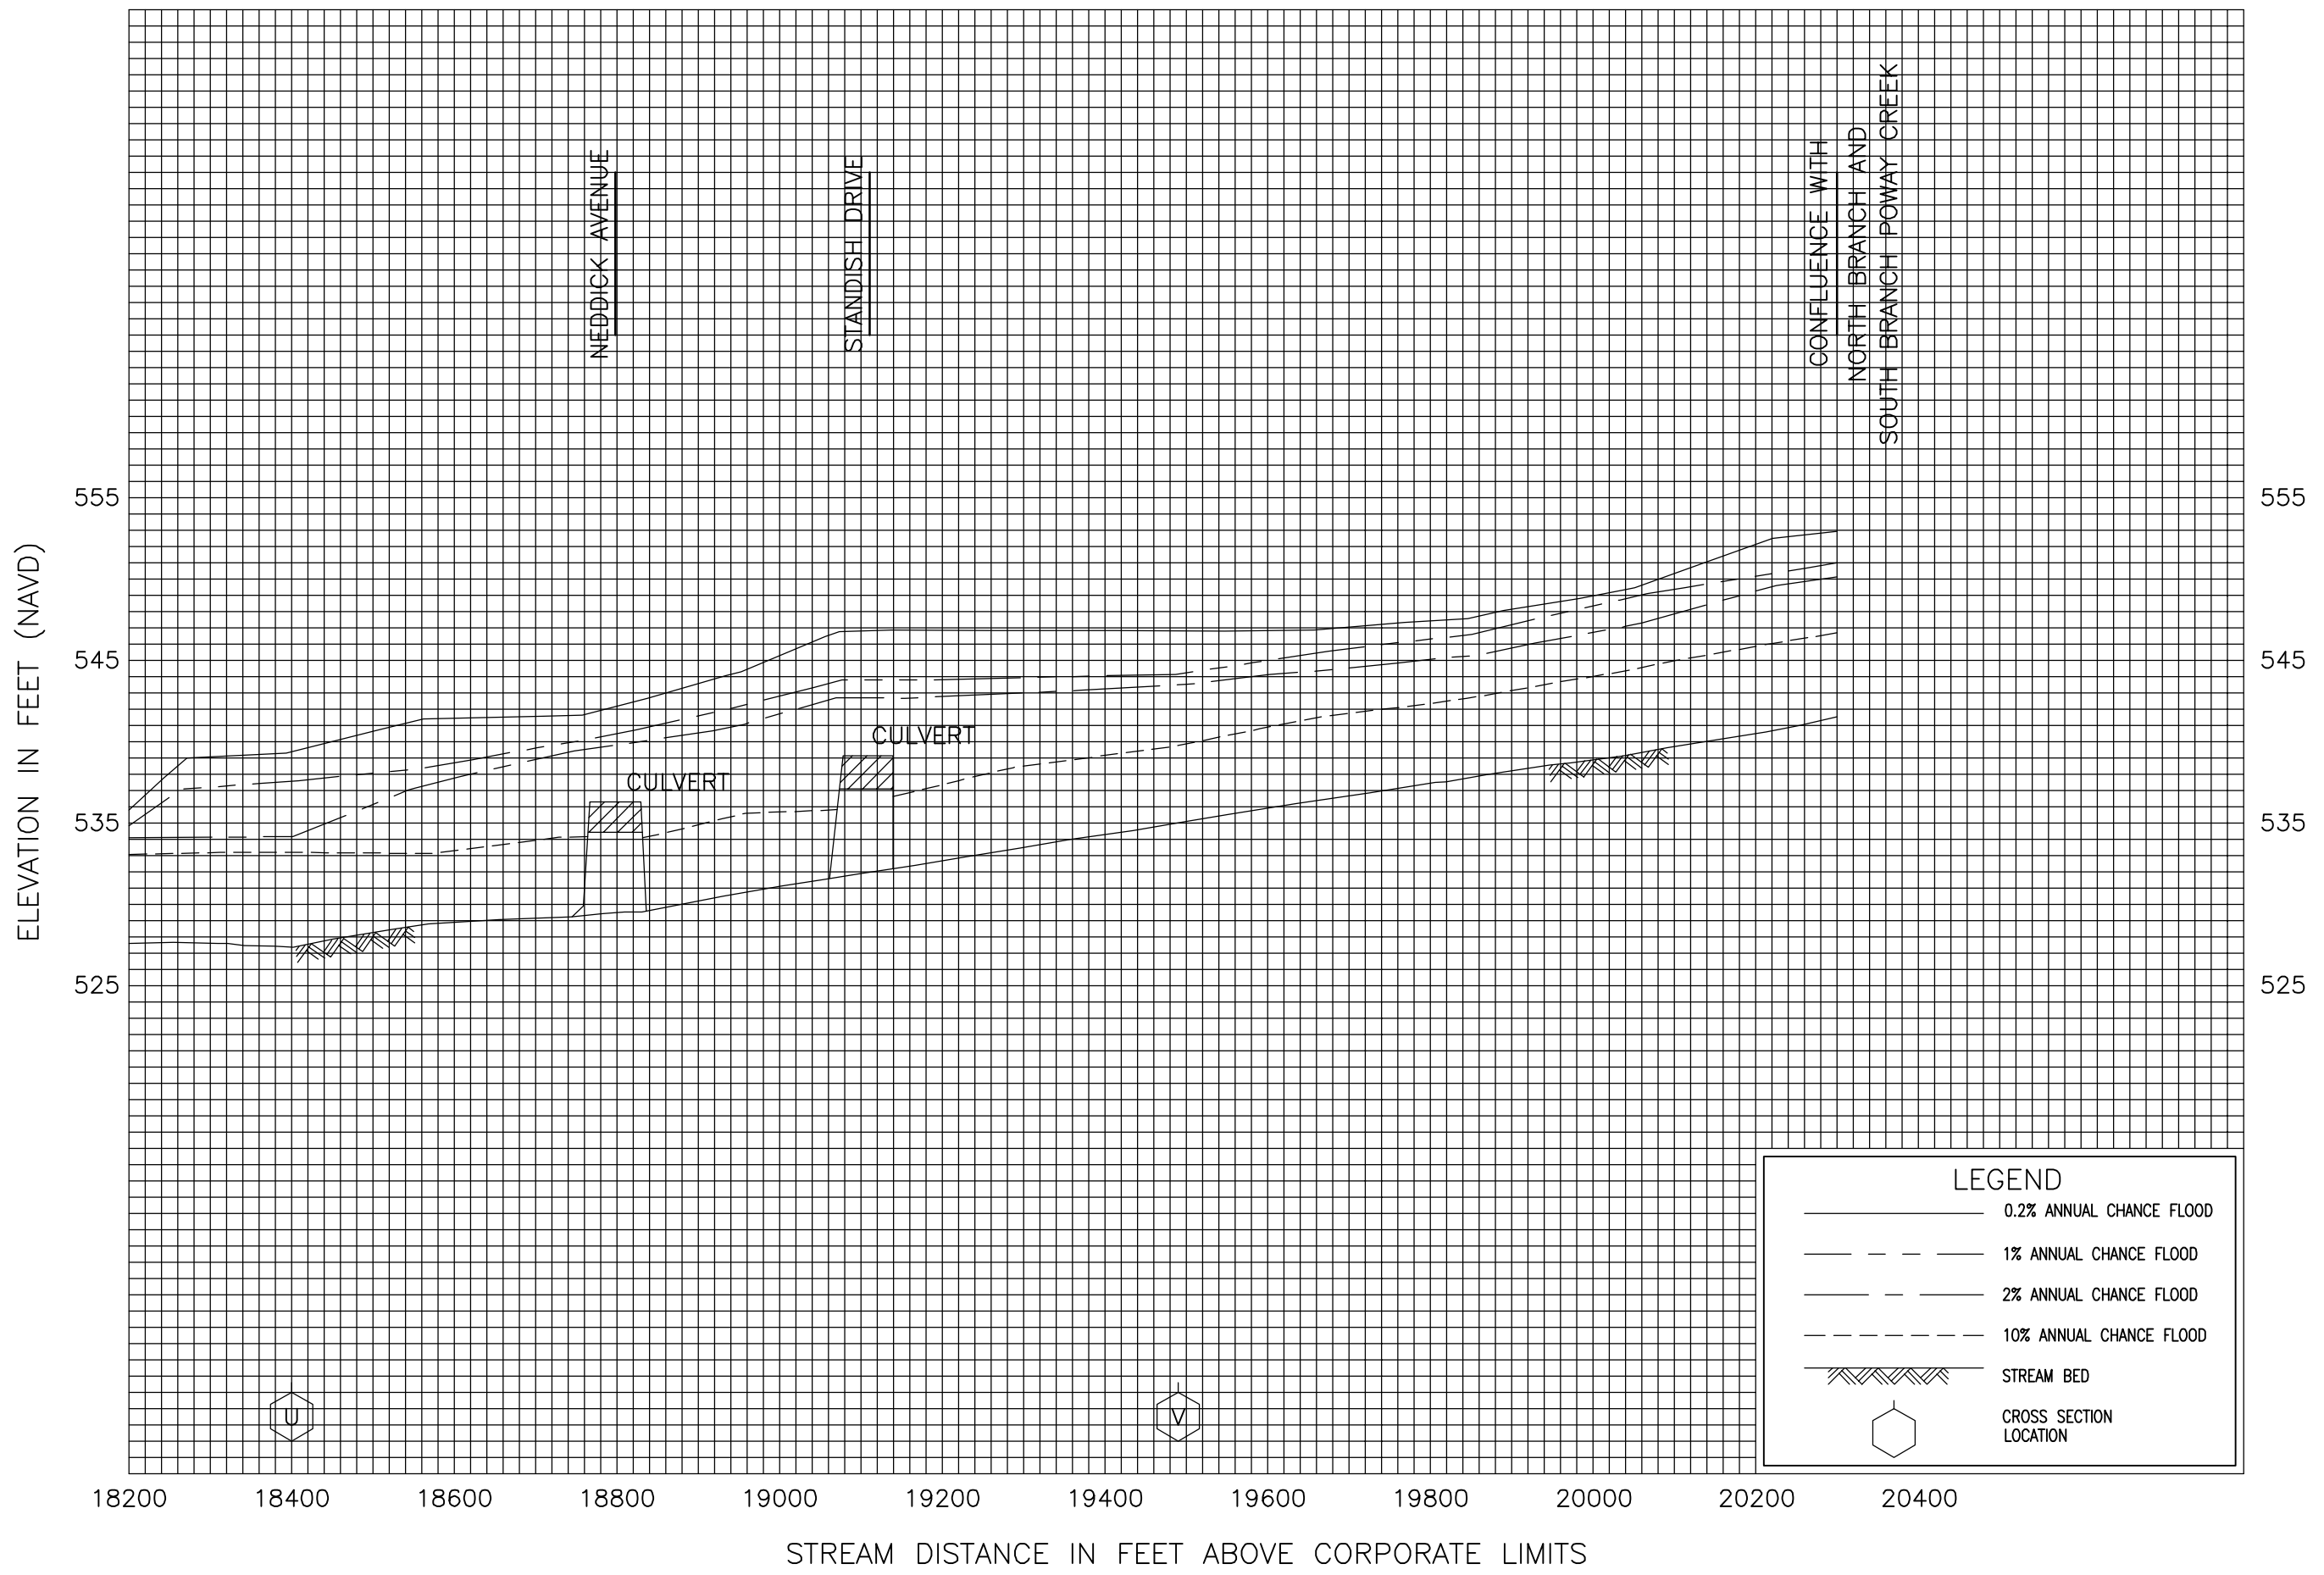 NEDDICK AVENUE
STANDISH DRIVE
CONFLUENCE WITH
NORTH BRANCH AND
SOUTH BRANCH POWAY CREEK
ELEVATION IN FEET (NAVD)
555
545
535
525
555
545
535
525
CULVERT
CULVERT
U
V
LEGEND
0.2% ANNUAL CHANCE FLOOD
1% ANNUAL CHANCE FLOOD
2% ANNUAL CHANCE FLOOD
10% ANNUAL CHANCE FLOOD
STREAM BED
CROSS SECTION
LOCATION
18200 18400 18600 18800 19000 19200 19400 19600 19800 20000 20200 20400
STREAM DISTANCE IN FEET ABOVE CORPORATE LIMITS